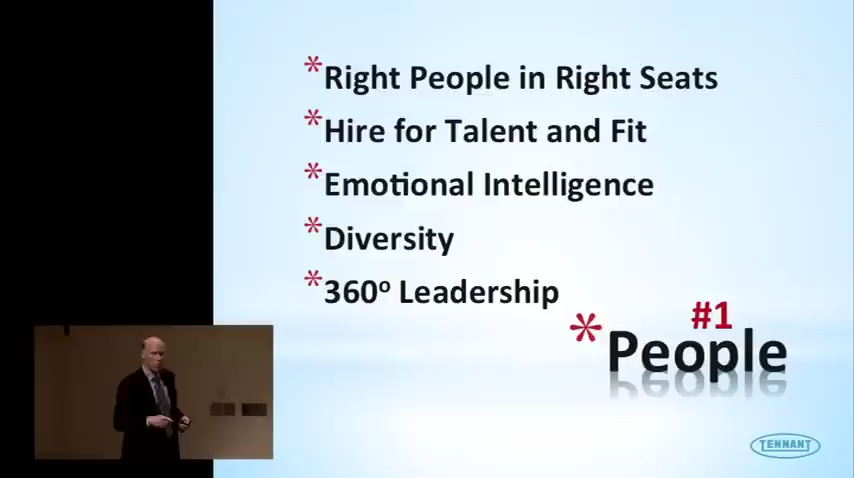 *Right People in Right Seats
*Hire for Talent and Fit
*Emotional Intelligence
*Diversity
*360º Leadership
#1
*People
TENNANT